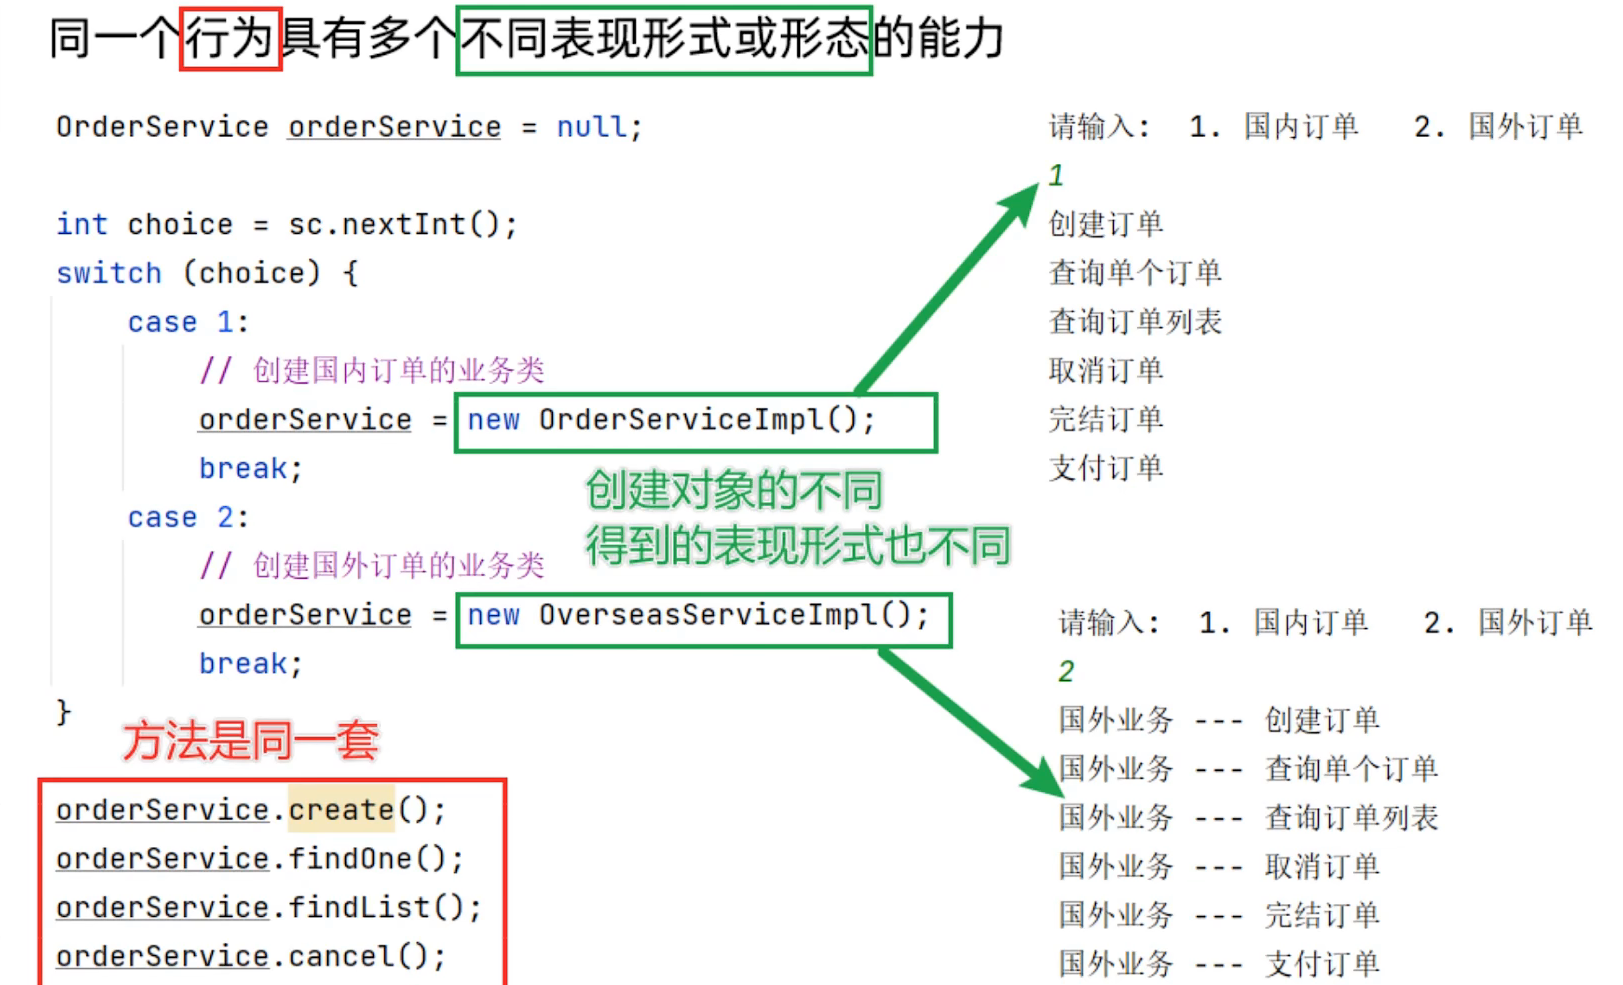 同一个行为具有多个不同表现形式或形态的能力
OrderService orderService = null;
int choice = sc.nextInt();
switch (choice) {
case 1:
// 创建国内订单的业务类
orderService = new OrderServiceImpl();
break;
创建对象的不同
得到的表现形式也不同
case 2:
// 创建国外订单的业务类
orderService = new OverseasServiceImpl();
break;
}
方法是同一套
orderService.create();
orderService.findOne();
orderService.findList();
orderService.cancel();
请输入: 1. 国内订单 2. 国外订单
1
创建订单
查询单个订单
查询订单列表
取消订单
完结订单
支付订单
请输入: 1. 国内订单 2. 国外订单
2
国外业务 --- 创建订单
国外业务 --- 查询单个订单
国外业务 --- 查询订单列表
国外业务 --- 取消订单
国外业务 --- 完结订单
国外业务 --- 支付订单